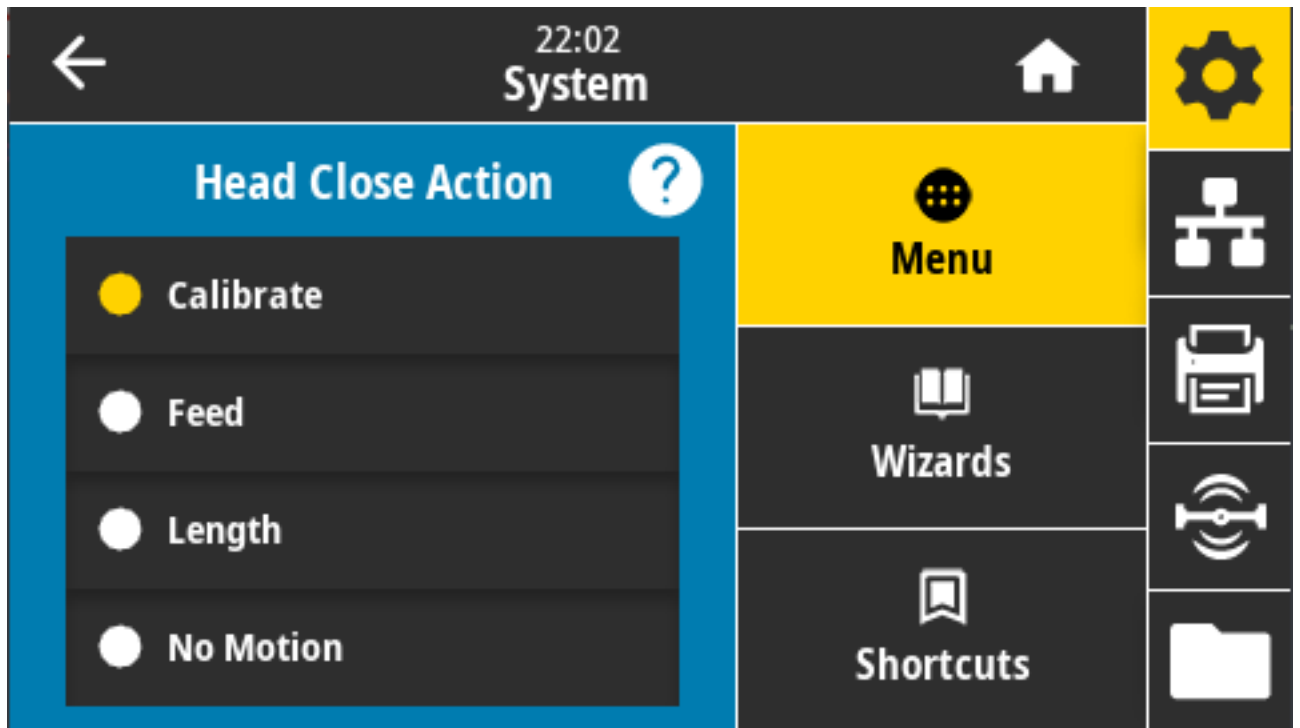 22:02
System
Head Close Action
?
Calibrate
Feed
Length
No Motion
Menu
Wizards
Shortcuts